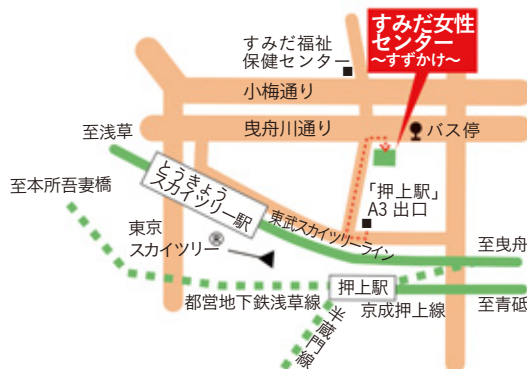 すみだ女性
センター
〜すずかけ〜
すみだ福祉
保健センター
小梅通り
曳舟川通り
バス停
至浅草
とうきょう
スカイツリー駅
至本所吾妻橋
「押上駅」
A3 出口
東武スカイツリーライン
東京
スカイツリー
至曳舟
押上駅
都営地下鉄浅草線
京成押上線
至青砥
半蔵門線